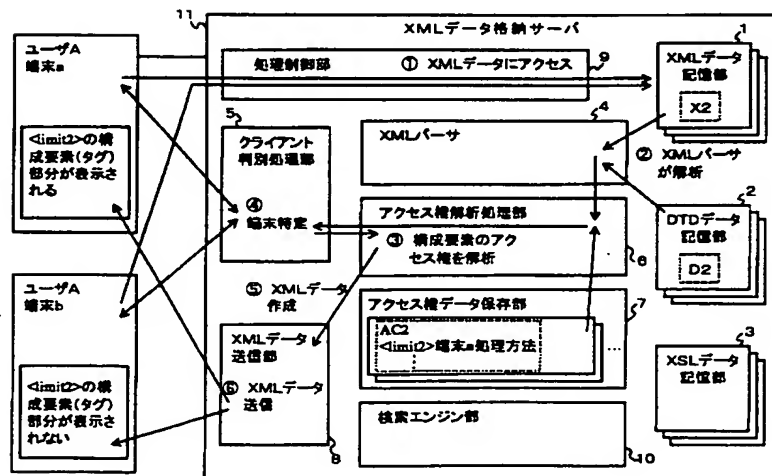 11
XMLデータ格納サーバ
ユーザA
端末a
<limit2>の構
成要素(タグ)
部分が表示さ
れる
処理制御部
① XMLデータにアクセス
9
1
XMLデータ
記憶部
X2
5
クライアント
判別処理部
④
端末特定
4
XMLパーサ
② XMLパーサ
が解析
2
DTDデータ
記憶部
D2
アクセス権解析処理部
③ 構成要素のアク
セス権を解析
6
ユーザA
端末b
<limit2>の構
成要素(タグ)
部分が表示さ
れない
⑤ XMLデータ
作成
アクセス権データ保存部
7
AC2
<limit2>端末a処理方法
...
XMLデータ
送信部
⑥ XMLデータ
送信
8
3
XSLデータ
記憶部
検索エンジン部
10